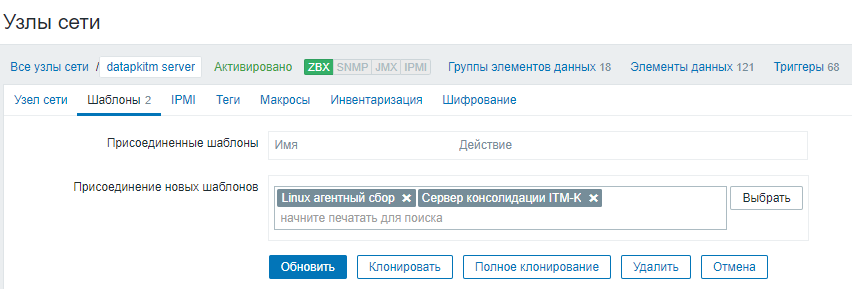 Узлы сети
Все узлы сети / datapkitm server Активировано ZBX SNMP JMX IPMI Группы элементов данных 18 Элементы данных 121 Триггеры 68
Узел сети Шаблоны 2 IPMI Теги Макросы Инвентаризация Шифрование
Присоединенные шаблоны Имя Действие
Присоединение новых шаблонов Linux агентный сбор × Сервер консолидации ITM-K × Выбрать
начните печатать для поиска
Обновить Клонировать Полное клонирование Удалить Отмена